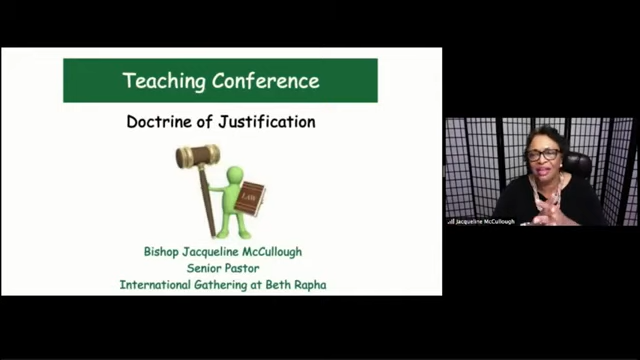 Teaching Conference
Doctrine of Justification
LAW
Bishop Jacqueline McCullough
Senior Pastor
International Gathering at Beth Rapha
Jacqueline McCullough